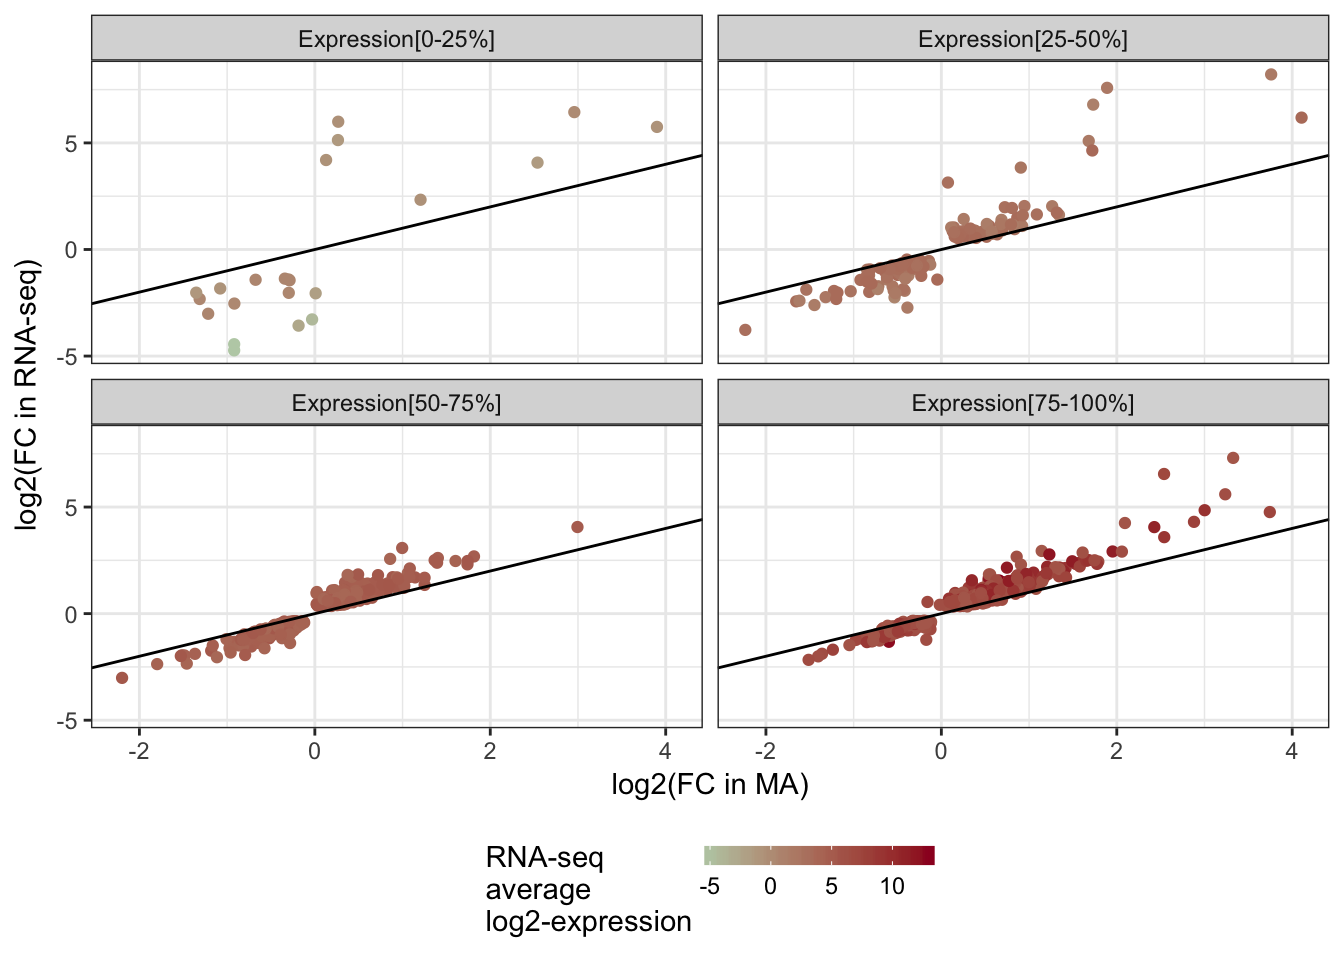 Expression[0-25%]
Expression[25-50%]
5
0
-5
Expression[50-75%]
Expression[75-100%]
5
0
-5
log2(FC in RNA-seq)
-2
0
2
4
-2
0
2
4
log2(FC in MA)
RNA-seq
average
log2-expression
-5
0
5
10